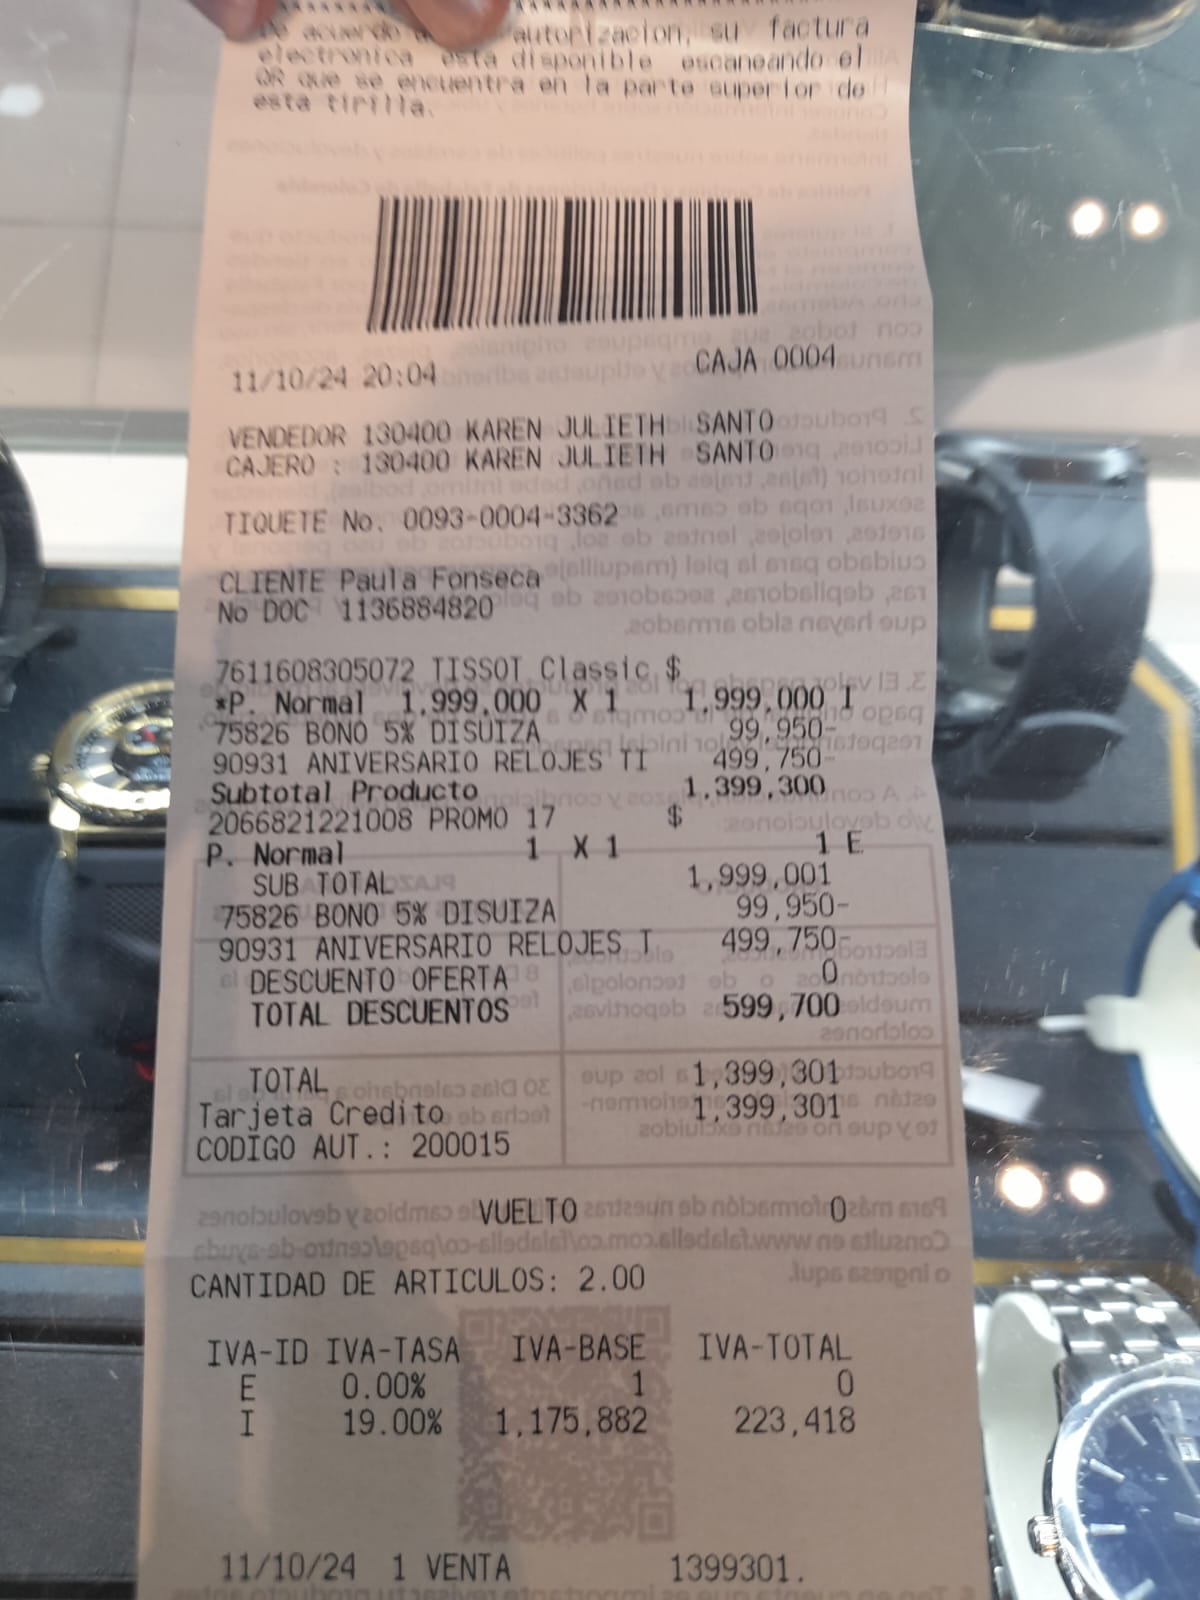 De acuerdo autorizacion, su factura
electronica esta disponible escaneando el
QR que se encuentra en la parte superior de
esta tirilla.
11/10/24 20:04 CAJA 0004
VENDEDOR 130400 KAREN JULIETH SANTO
CAJERO : 130400 KAREN JULIETH SANTO
TIQUETE No. 0093-0004-3362
CLIENTE Paula Fonseca
No DOC 1136884820
7611608305072 TISSOT Classic $
*P. Normal 1,999,000 X 1 1,999,000 I
75826 BONO 5% DISUIZA 99,950-
90931 ANIVERSARIO RELOJES TI 499,750-
Subtotal Producto 1,399,300
2066821221008 PROMO 17 $
P. Normal 1 X 1 1 E
SUB TOTAL 1,999,001
75826 BONO 5% DISUIZA 99,950-
90931 ANIVERSARIO RELOJES T 499,750-
DESCUENTO OFERTA 0
TOTAL DESCUENTOS 599,700
TOTAL 1,399,301
Tarjeta Credito 1,399,301
CODIGO AUT.: 200015
VUELTO 0
CANTIDAD DE ARTICULOS: 2.00
IVA-ID IVA-TASA IVA-BASE IVA-TOTAL
E 0.00% 1 0
I 19.00% 1,175,882 223,418
11/10/24 1 VENTA 1399301.